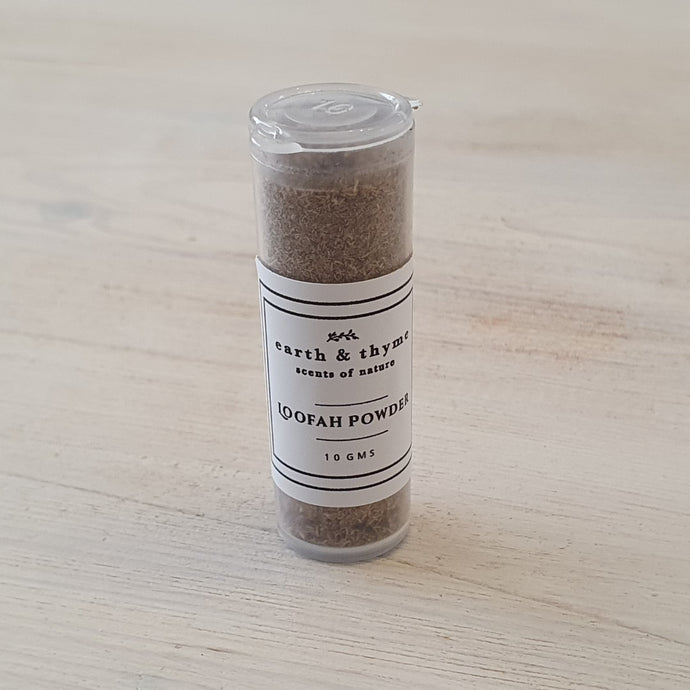 earth & thyme
scents of nature
LOOFAH POWDER
10 GMS